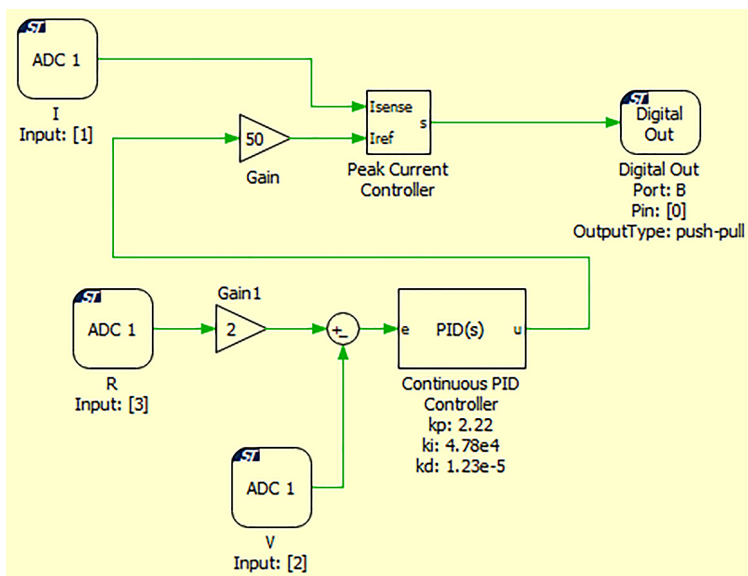 ST
ADC 1
I
Input: [1]
50
Gain
Isense
Iref
s
Peak Current
Controller
ST
Digital
Out
Digital Out
Port: B
Pin: [0]
OutputType: push-pull
ST
ADC 1
R
Input: [3]
Gain1
2
+
-
e
PID(s)
u
Continuous PID
Controller
kp: 2.22
ki: 4.78e4
kd: 1.23e-5
ST
ADC 1
V
Input: [2]